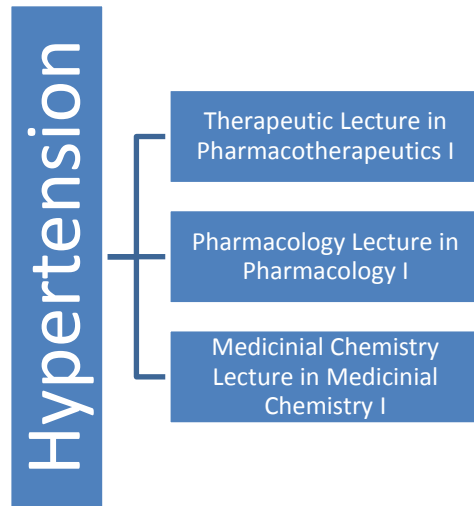 Hypertension
Therapeutic Lecture in
Pharmacotherapeutics I
Pharmacology Lecture in
Pharmacology I
Medicinial Chemistry
Lecture in Medicinial
Chemistry I